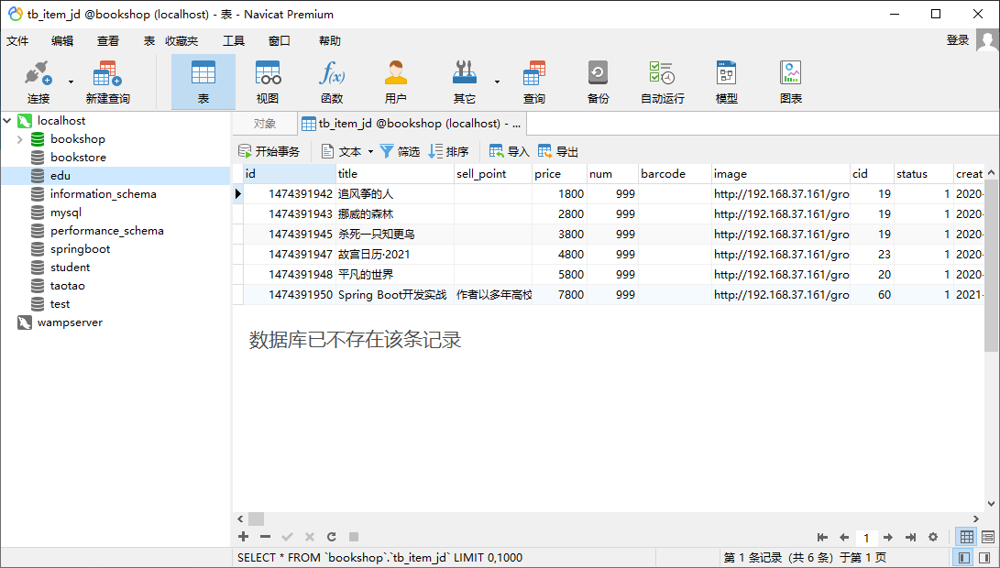 tb_item_jd @bookshop (localhost) - 表 - Navicat Premium
文件 编辑 查看 表 收藏夹 工具 窗口 帮助 登录
连接 新建查询 表 视图 函数 用户 其它 查询 备份 自动运行 模型 图表
f(x)
localhost
bookshop
bookstore
edu
information_schema
mysql
performance_schema
springboot
student
taotao
test
wampserver
对象 tb_item_jd @bookshop (localhost) - ...
开始事务 文本 筛选 排序 导入 导出
id title sell_point price num barcode image cid status creat
1474391942 追风筝的人 1800 999 http://192.168.37.161/gro 19 1 2020-
1474391943 挪威的森林 2800 999 http://192.168.37.161/gro 19 1 2020-
1474391945 杀死一只知更鸟 3800 999 http://192.168.37.161/gro 19 1 2020-
1474391947 故宫日历·2021 4800 999 http://192.168.37.161/gro 23 1 2020-
1474391948 平凡的世界 5800 999 http://192.168.37.161/gro 20 1 2020-
1474391950 Spring Boot开发实战 作者以多年高校 7800 999 http://192.168.37.161/gro 60 1 2021-
数据库已不存在该条记录
1
SELECT * FROM `bookshop`.`tb_item_jd` LIMIT 0,1000 第 1 条记录（共 6 条）于第 1 页